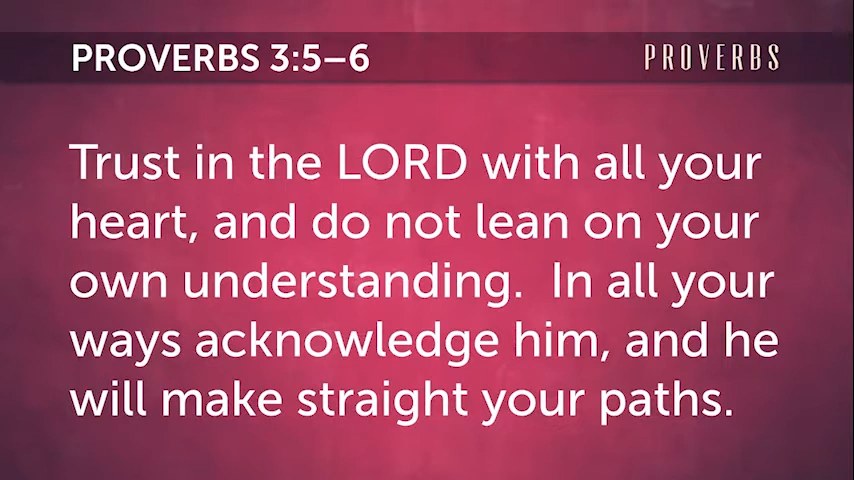 PROVERBS 3:5–6 PROVERBS
Trust in the LORD with all your
heart, and do not lean on your
own understanding.  In all your
ways acknowledge him, and he
will make straight your paths.